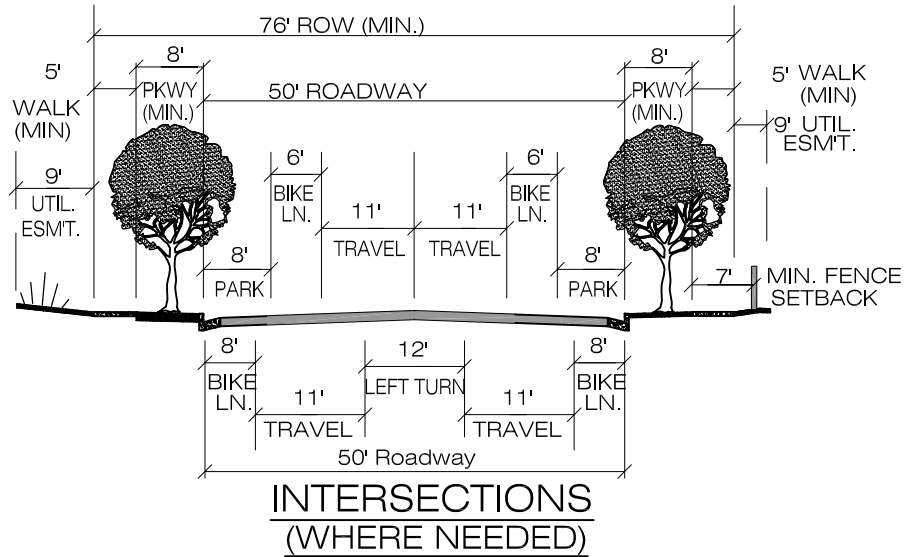 76' ROW (MIN.)
8'
8'
5'
WALK
(MIN)
PKWY
(MIN.)
50' ROADWAY
PKWY
(MIN.)
5' WALK
(MIN)
9' UTIL.
ESM'T.
6'
BIKE
LN.
6'
BIKE
LN.
9'
UTIL.
ESM'T.
11'
TRAVEL
11'
TRAVEL
8'
PARK
8'
PARK
7'
MIN. FENCE
SETBACK
8'
BIKE
LN.
12'
LEFT TURN
8'
BIKE
LN.
11'
TRAVEL
11'
TRAVEL
50' Roadway
INTERSECTIONS
(WHERE NEEDED)